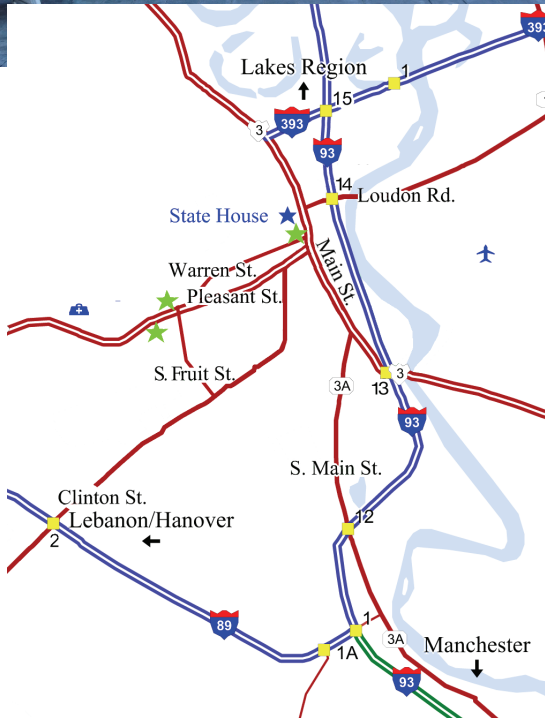 393
1
Lakes Region
15
393
3
93
14
Loudon Rd.
State House
Main St.
Warren St.
Pleasant St.
S. Fruit St.
3
13
3A
93
S. Main St.
Clinton St.
12
Lebanon/Hanover
2
1
89
3A
1A
Manchester
93